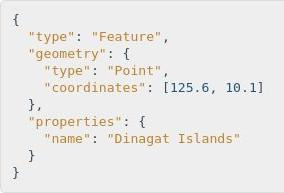 {
  "type": "Feature",
  "geometry": {
    "type": "Point",
    "coordinates": [125.6, 10.1]
  },
  "properties": {
    "name": "Dinagat Islands"
  }
}